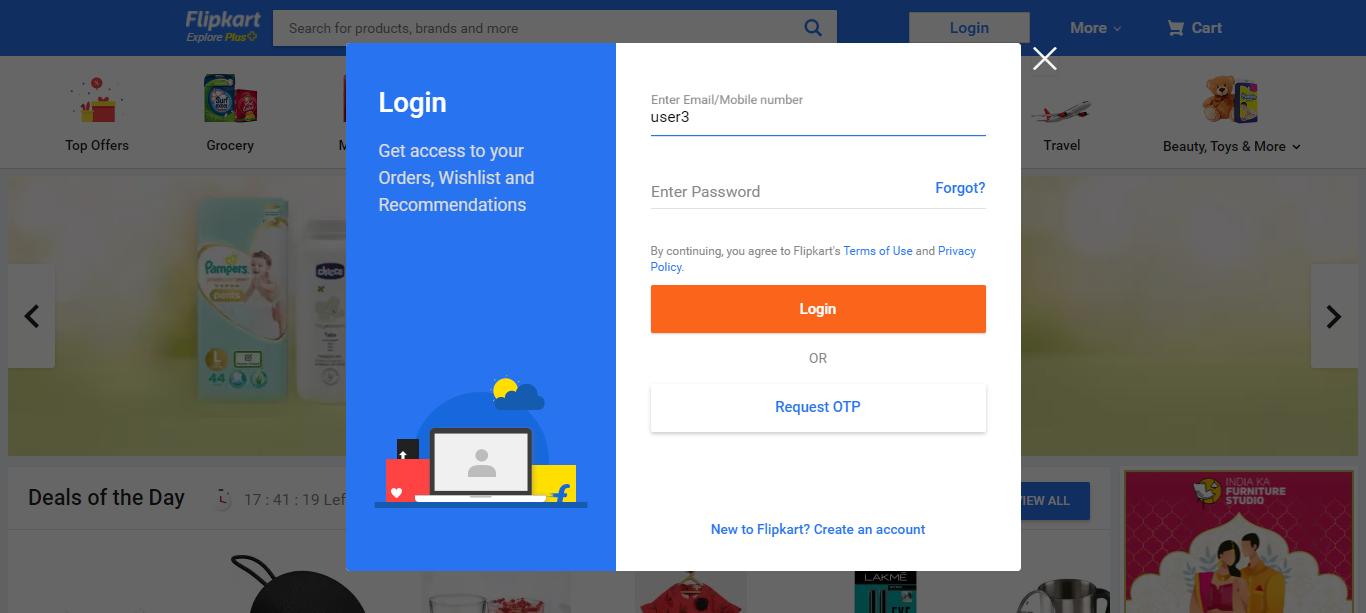 Flipkart
Explore Plus
Search for products, brands and more
Login
More
Cart
Top Offers
Grocery
M
Travel
Beauty, Toys & More
Login
Get access to your
Orders, Wishlist and
Recommendations
Enter Email/Mobile number
user3
Enter Password
Forgot?
By continuing, you agree to Flipkart's Terms of Use and Privacy
Policy.
Login
OR
Request OTP
New to Flipkart? Create an account
Pampers
pants
L
44
chicco
Deals of the Day
17 : 41 : 19 Lef
VIEW ALL
INDIA KA
FURNITURE
STUDIO
LAKMÉ
EYE